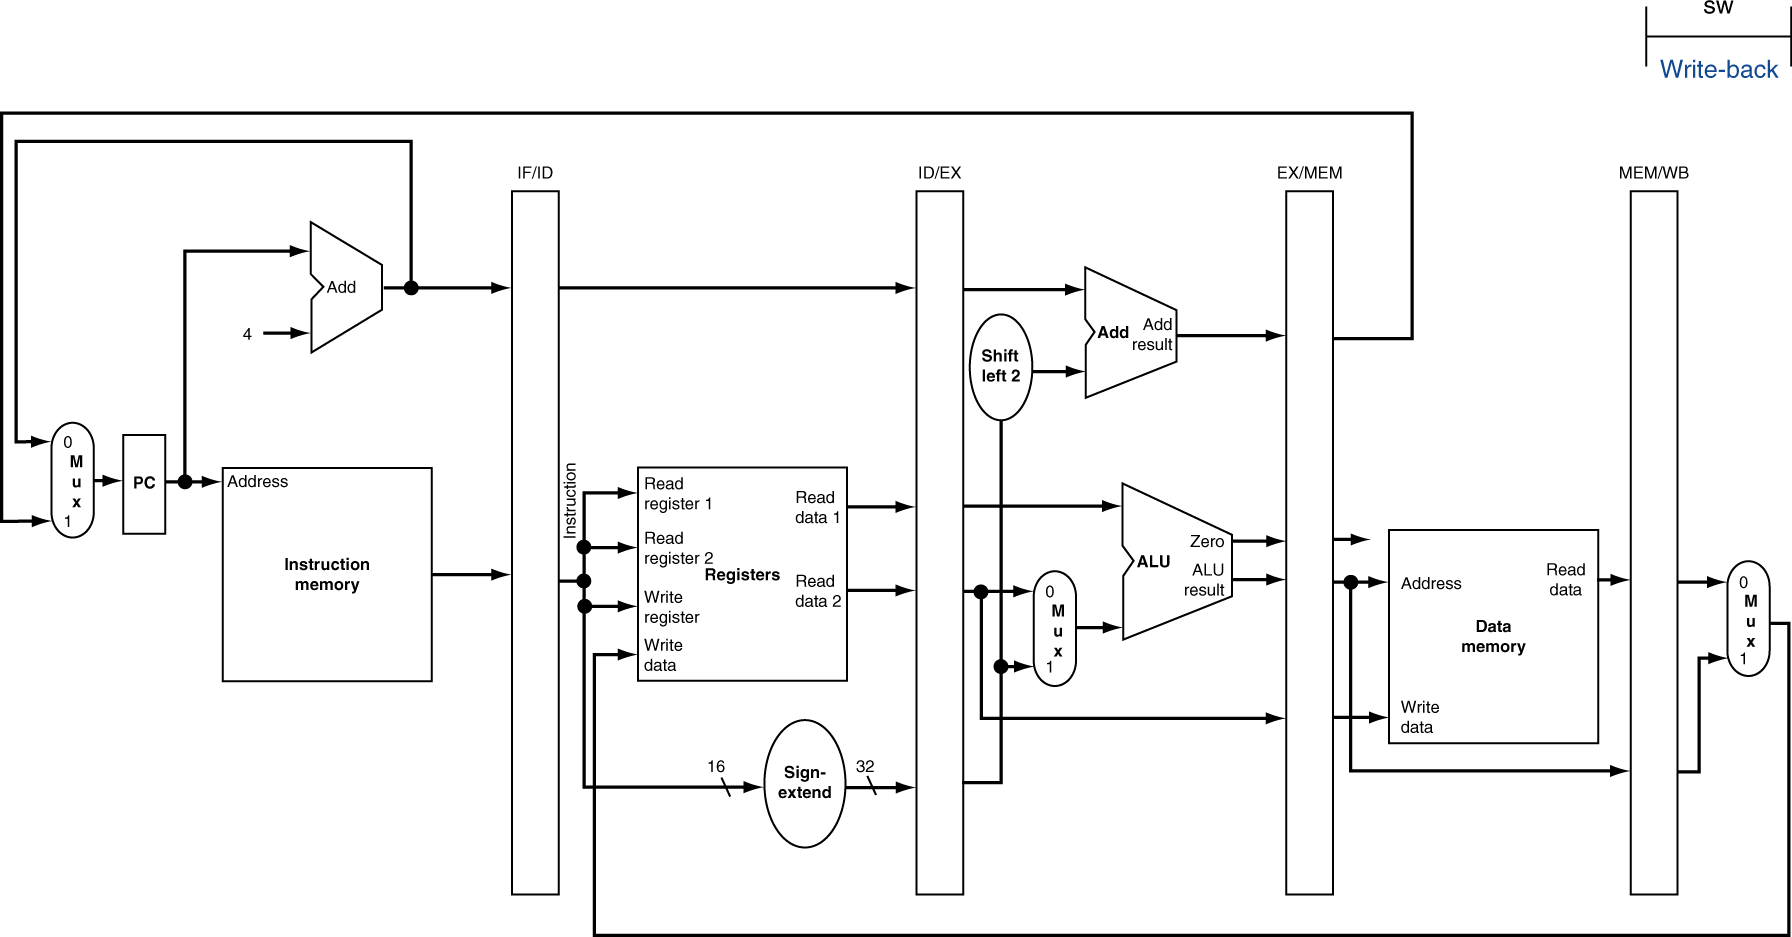 SW
Write-back
IF/ID
ID/EX
EX/MEM
MEM/WB
Add
4
Shift
left 2
Add
Add
result
0
M
u
x
1
PC
Address
Instruction
memory
Instruction
Read
register 1
Read
register 2
Write
register
Write
data
Registers
Read
data 1
Read
data 2
16
Sign-
extend
32
0
M
u
x
1
ALU
Zero
ALU
result
Address
Read
data
Data
memory
Write
data
0
M
u
x
1